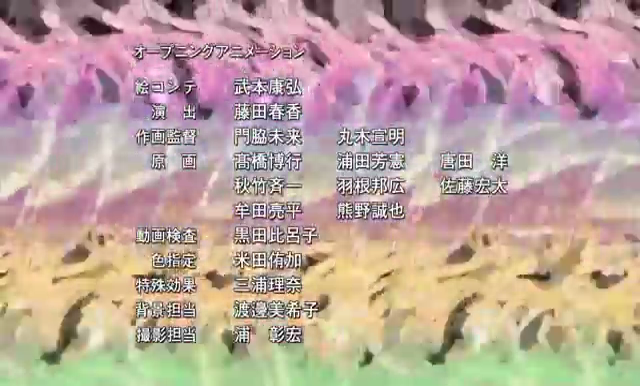 オープニングアニメーション
絵コンテ 武本康弘
演 出 藤田春香
作画監督 門脇未来 丸木宣明
原 画 髙橋博行 浦田芳憲 唐田 洋
秋竹斉一 羽根邦広 佐藤宏太
牟田亮平 熊野誠也
動画検査 黒田比呂子
色指定 米田侑加
特殊効果 三浦理奈
背景担当 渡邊美希子
撮影担当 浦 彰宏